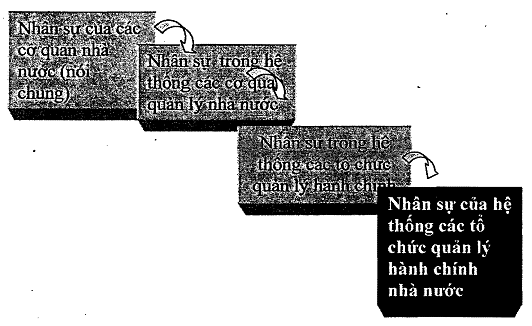 Nhân sự của các
cơ quan nhà
nước (nói
chung)
Nhân sự trong hệ
thống các cơ qua
quản lý nhà nước
Nhân sự trong hệ
thống các tổ chức
quản lý hành chính
Nhân sự của hệ
thống các tổ
chức quản lý
hành chính
nhà nước